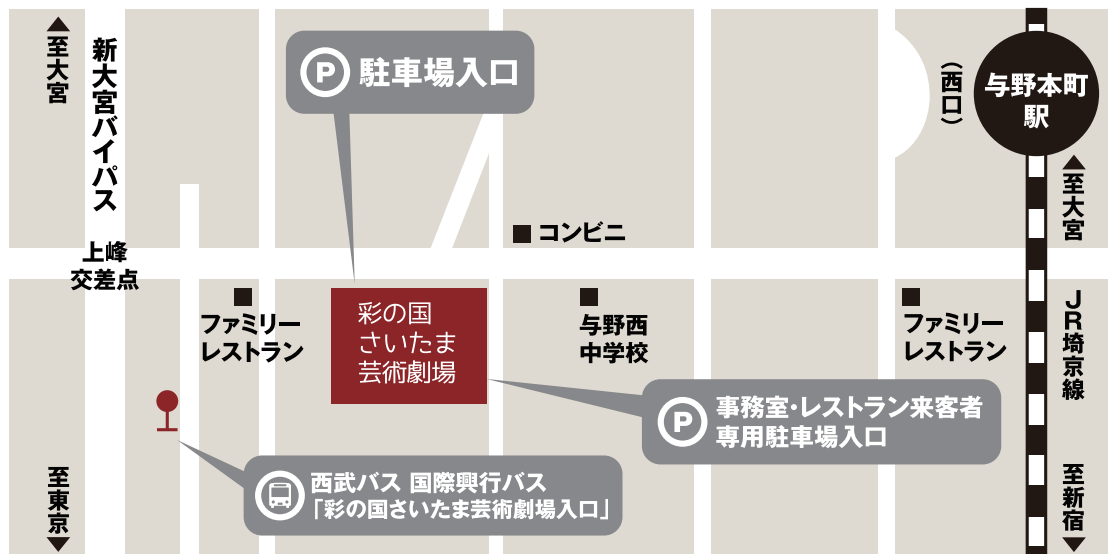 至大宮
新大宮バイパス
P 駐車場入口
（西口）
与野本町
駅
至大宮
上峰
交差点
コンビニ
ファミリー
レストラン
彩の国
さいたま
芸術劇場
与野西
中学校
ファミリー
レストラン
JR埼京線
P 事務室・レストラン来客者
専用駐車場入口
西武バス 国際興行バス
「彩の国さいたま芸術劇場入口」
至東京
至新宿